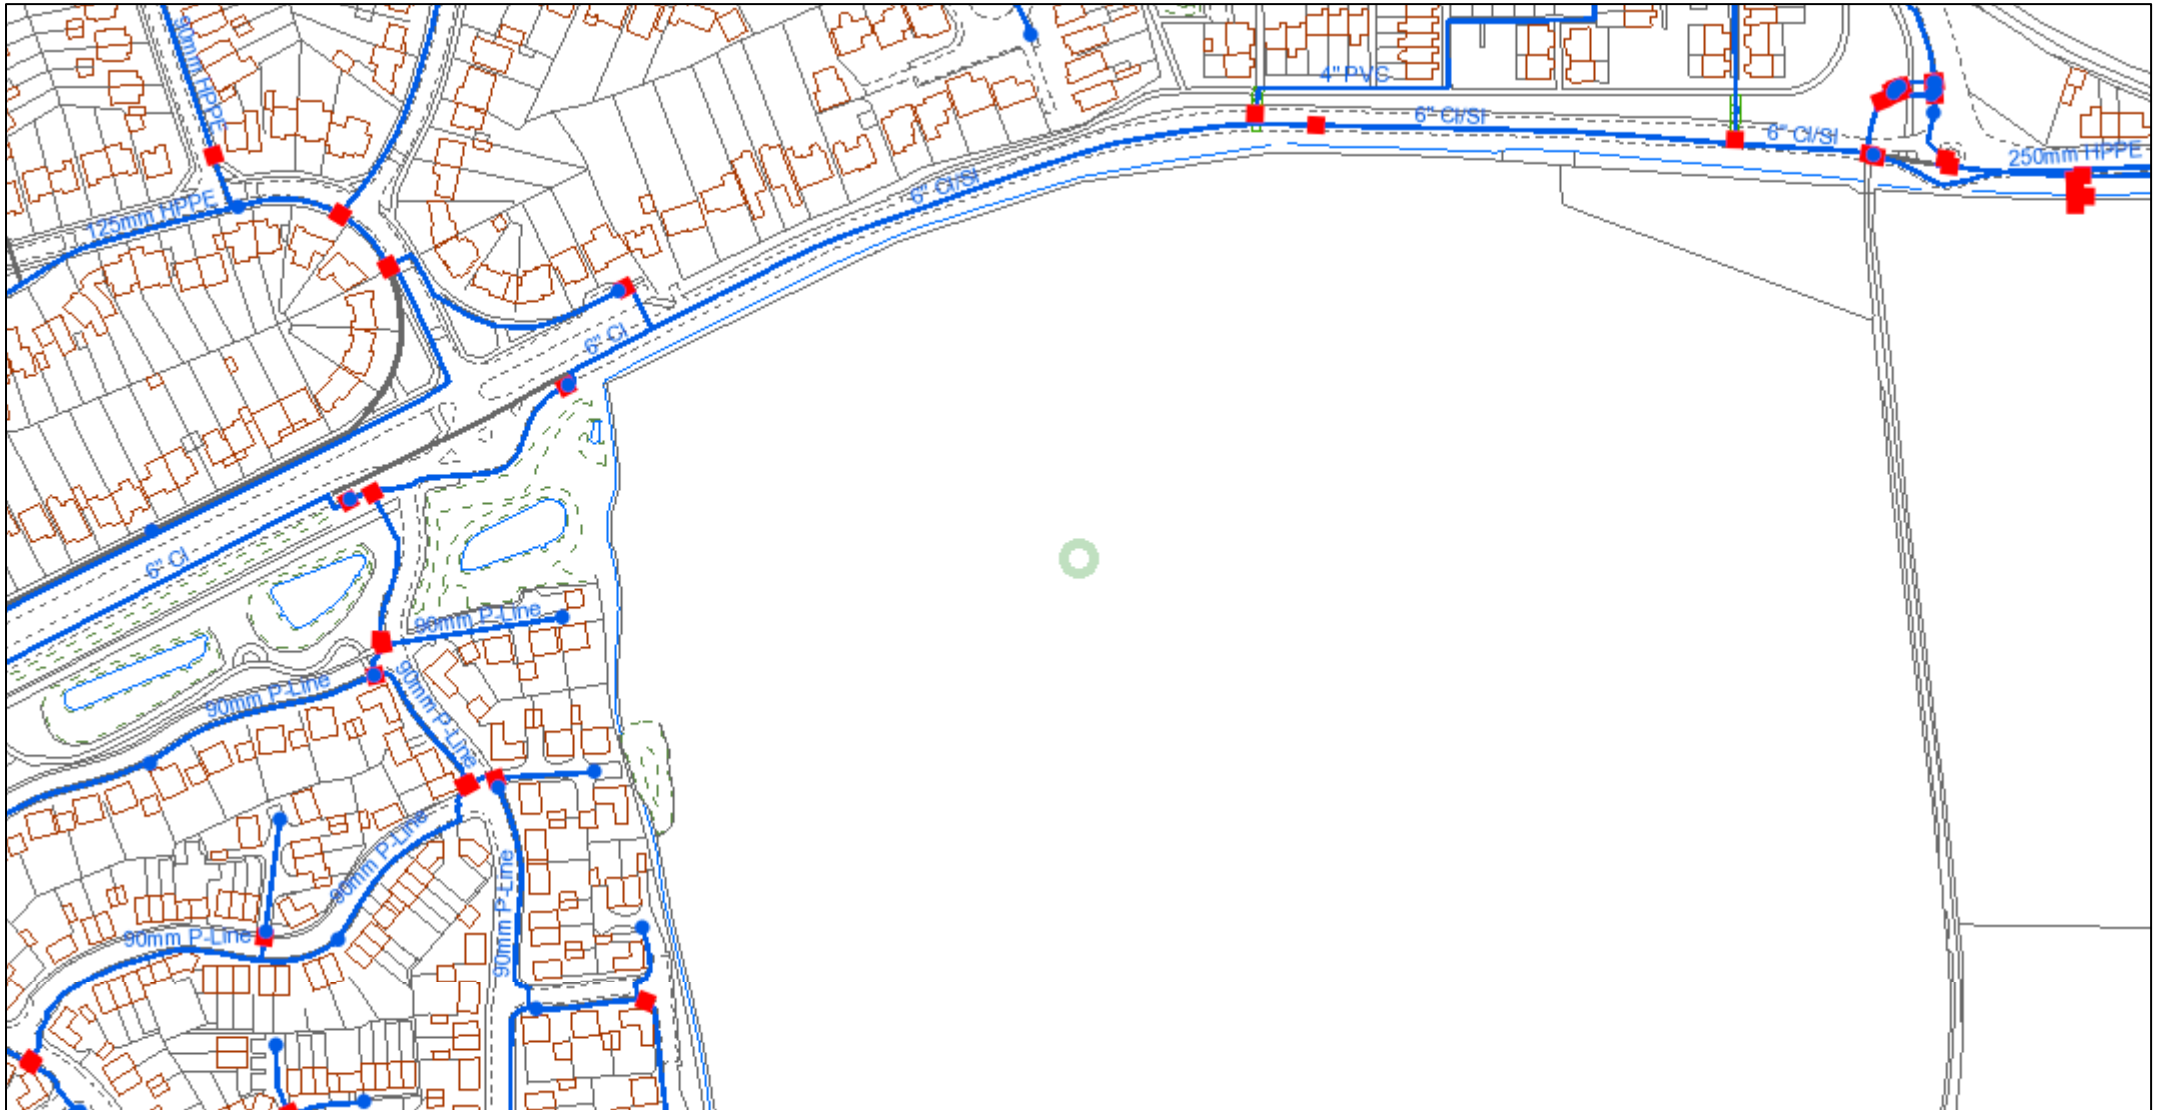 90mm HPPE
4" PVC
6" CI/SI
6" CI/SI
250mm HPPE
6" CI/SI
125mm HPPE
6" CI
6" CI
90mm P-Line
90mm P-Line
90mm P-Line
90mm P-Line
90mm P-Line
90mm P-Line